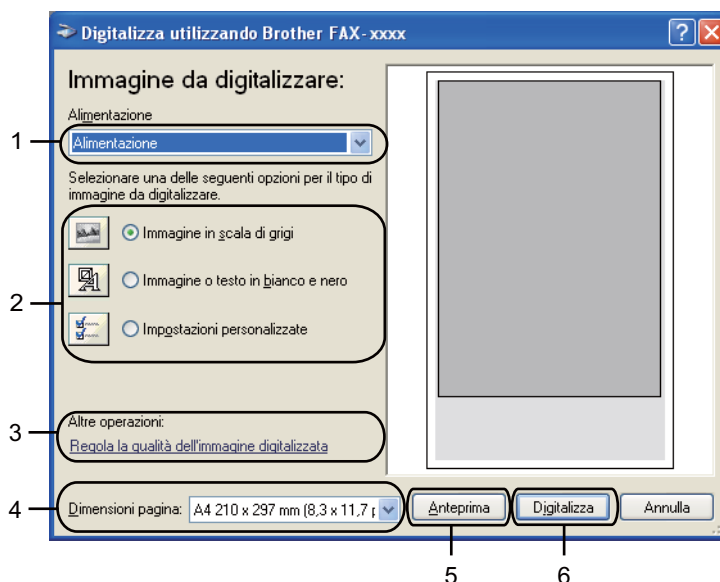 Digitalizza utilizzando Brother FAX-xxxx
Immagine da digitalizzare:
Alimentazione
1
Alimentazione
Selezionare una delle seguenti opzioni per il tipo di
immagine da digitalizzare.
2
Immagine in scala di grigi
Immagine o testo in bianco e nero
Impostazioni personalizzate
3
Altre operazioni:
Regola la qualità dell'immagine digitalizzata
4
Dimensioni pagina: A4 210 x 297 mm (8,3 x 11,7 p
Anteprima
Digitalizza
Annulla
5
6